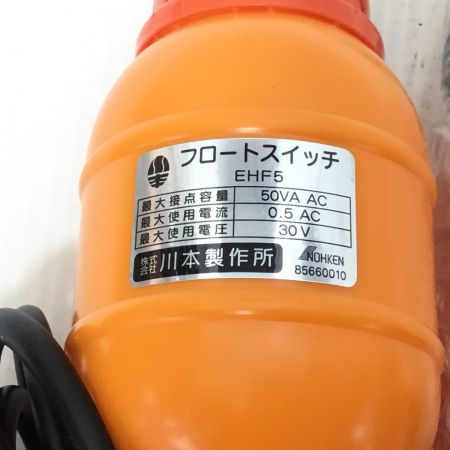 フロートスイッチ
EHF5
最大接点容量 50VA AC
最大使用電流 0.5 AC
最大使用電圧 30V
株式会社 川本製作所
NOHKEN
85660010